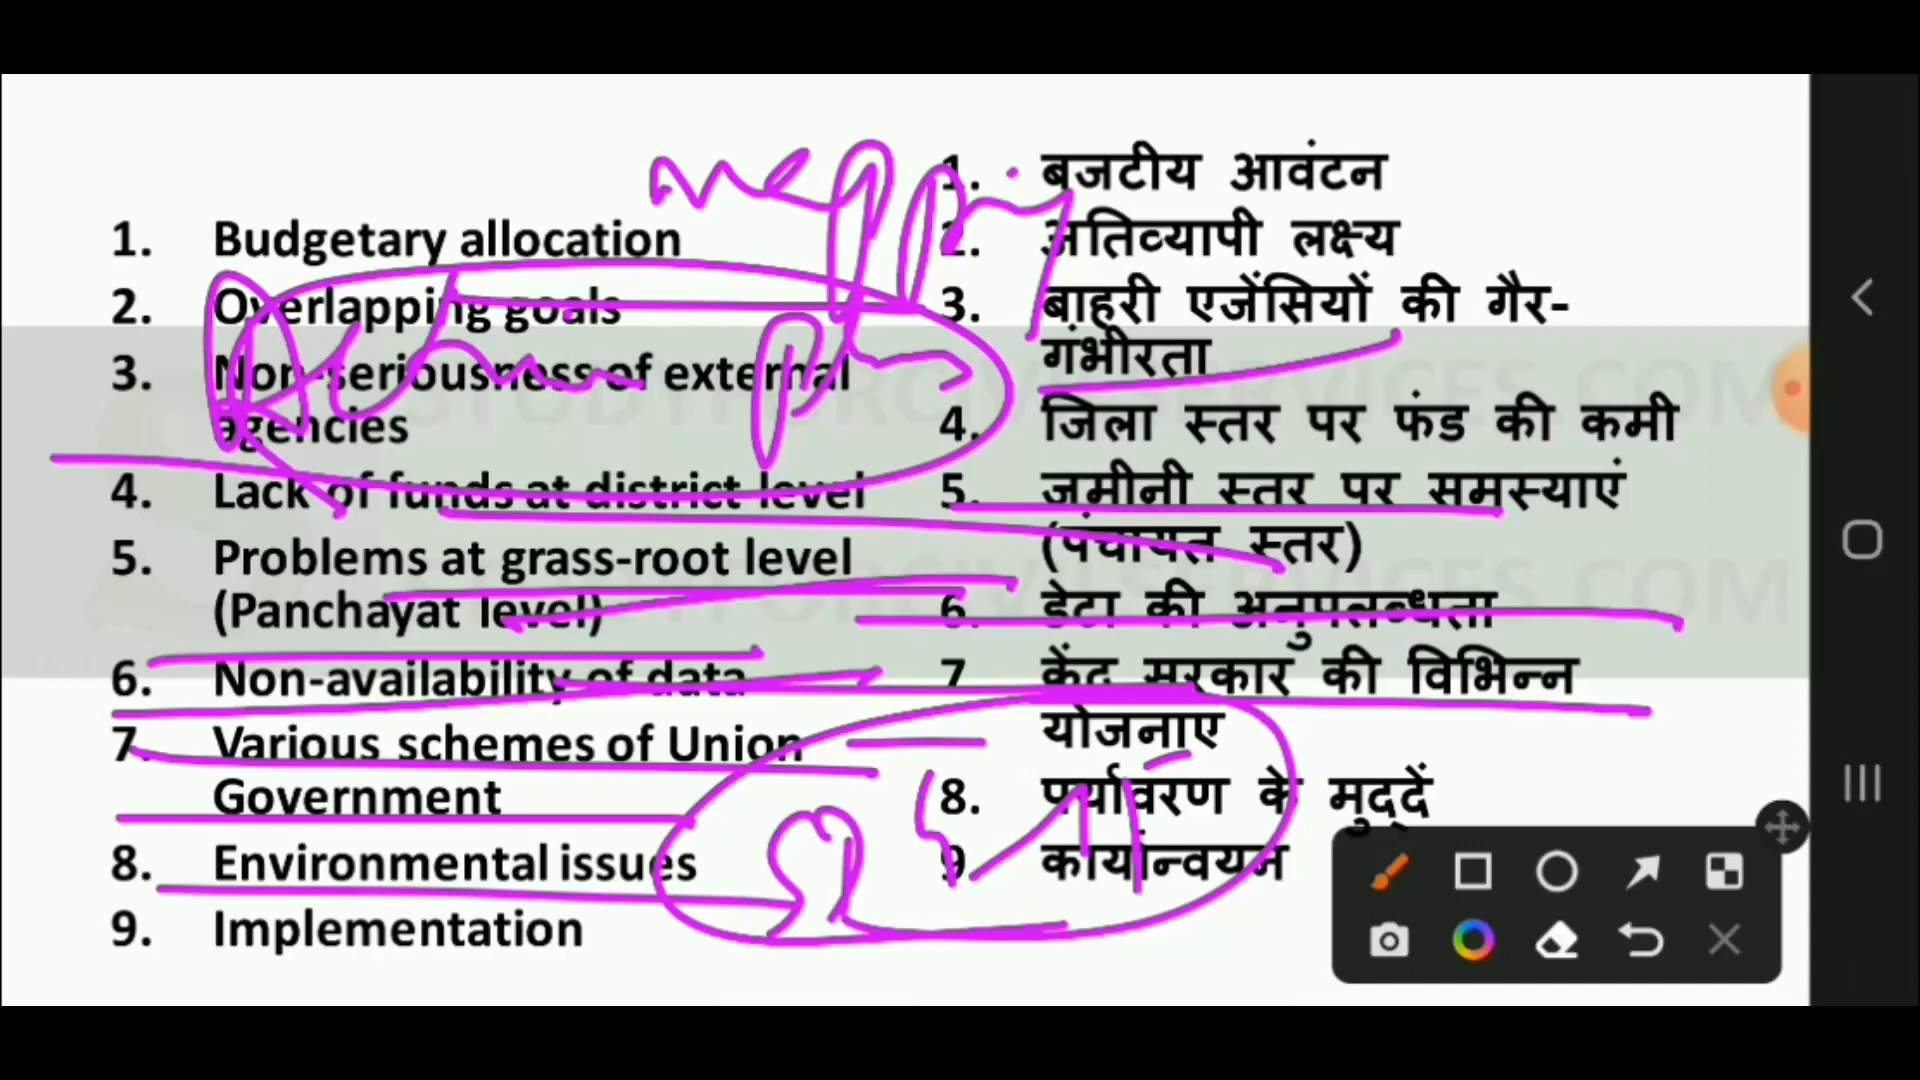 1. Budgetary allocation
2. Overlapping goals
3. Non-seriousness of external
agencies
4. Lack of funds at district level
5. Problems at grass-root level
(Panchayat level)
6. Non-availability of data
7. Various schemes of Union
Government
8. Environmental issues
9. Implementation
1. बजटीय आवंटन
2. अतिव्यापी लक्ष्य
3. बाहरी एजेंसियों की गैर-
गंभीरता
4. जिला स्तर पर फंड की कमी
5. जमीनी स्तर पर समस्याएं
(पंचायत स्तर)
6. डेटा की अनुपलब्धता
7. केंद्र सरकार की विभिन्न
योजनाए
8. पर्यावरण के मुद्दें
9. कार्यान्वयन